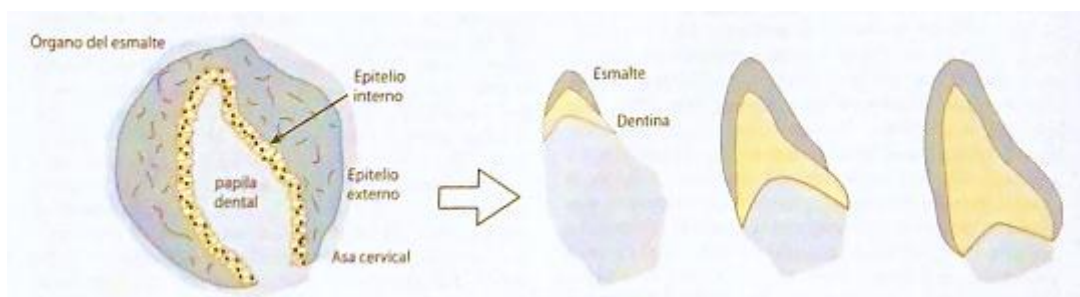 Órgano del esmalte
Epitelio
interno
papila
dental
Epitelio
externo
Asa cervical
Esmalte
Dentina